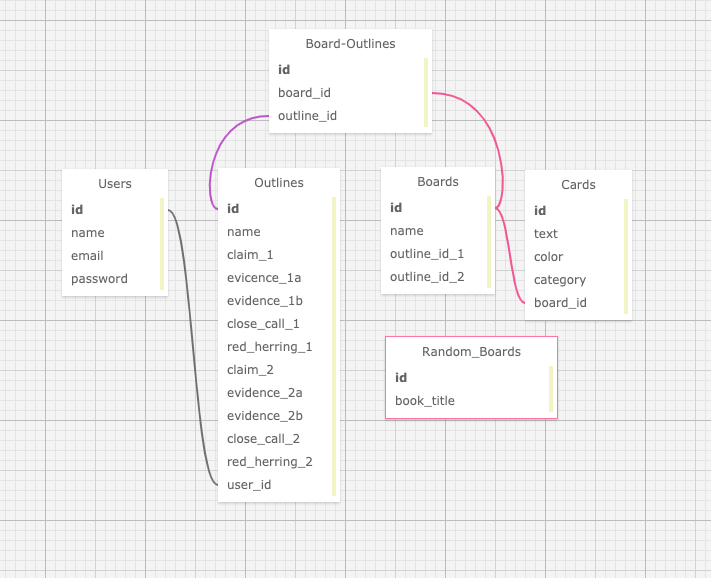 Board-Outlines
id
board_id
outline_id
Users
id
name
email
password
Outlines
id
name
claim_1
evicence_1a
evidence_1b
close_call_1
red_herring_1
claim_2
evidence_2a
evidence_2b
close_call_2
red_herring_2
user_id
Boards
id
name
outline_id_1
outline_id_2
Cards
id
text
color
category
board_id
Random_Boards
id
book_title